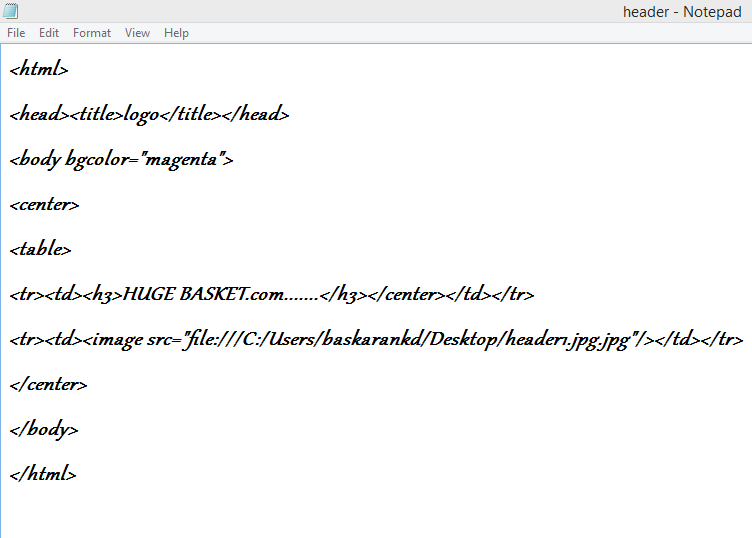 header - Notepad
File Edit Format View Help
<html>
<head><title>logo</title></head>
<body bgcolor="magenta">
<center>
<table>
<tr><td><h3>HUGE BASKET.com.......</h3></center></td></tr>
<tr><td><image src="file:///C:/Users/baskarankd/Desktop/header1.jpg.jpg"/></td></tr>
</center>
</body>
</html>